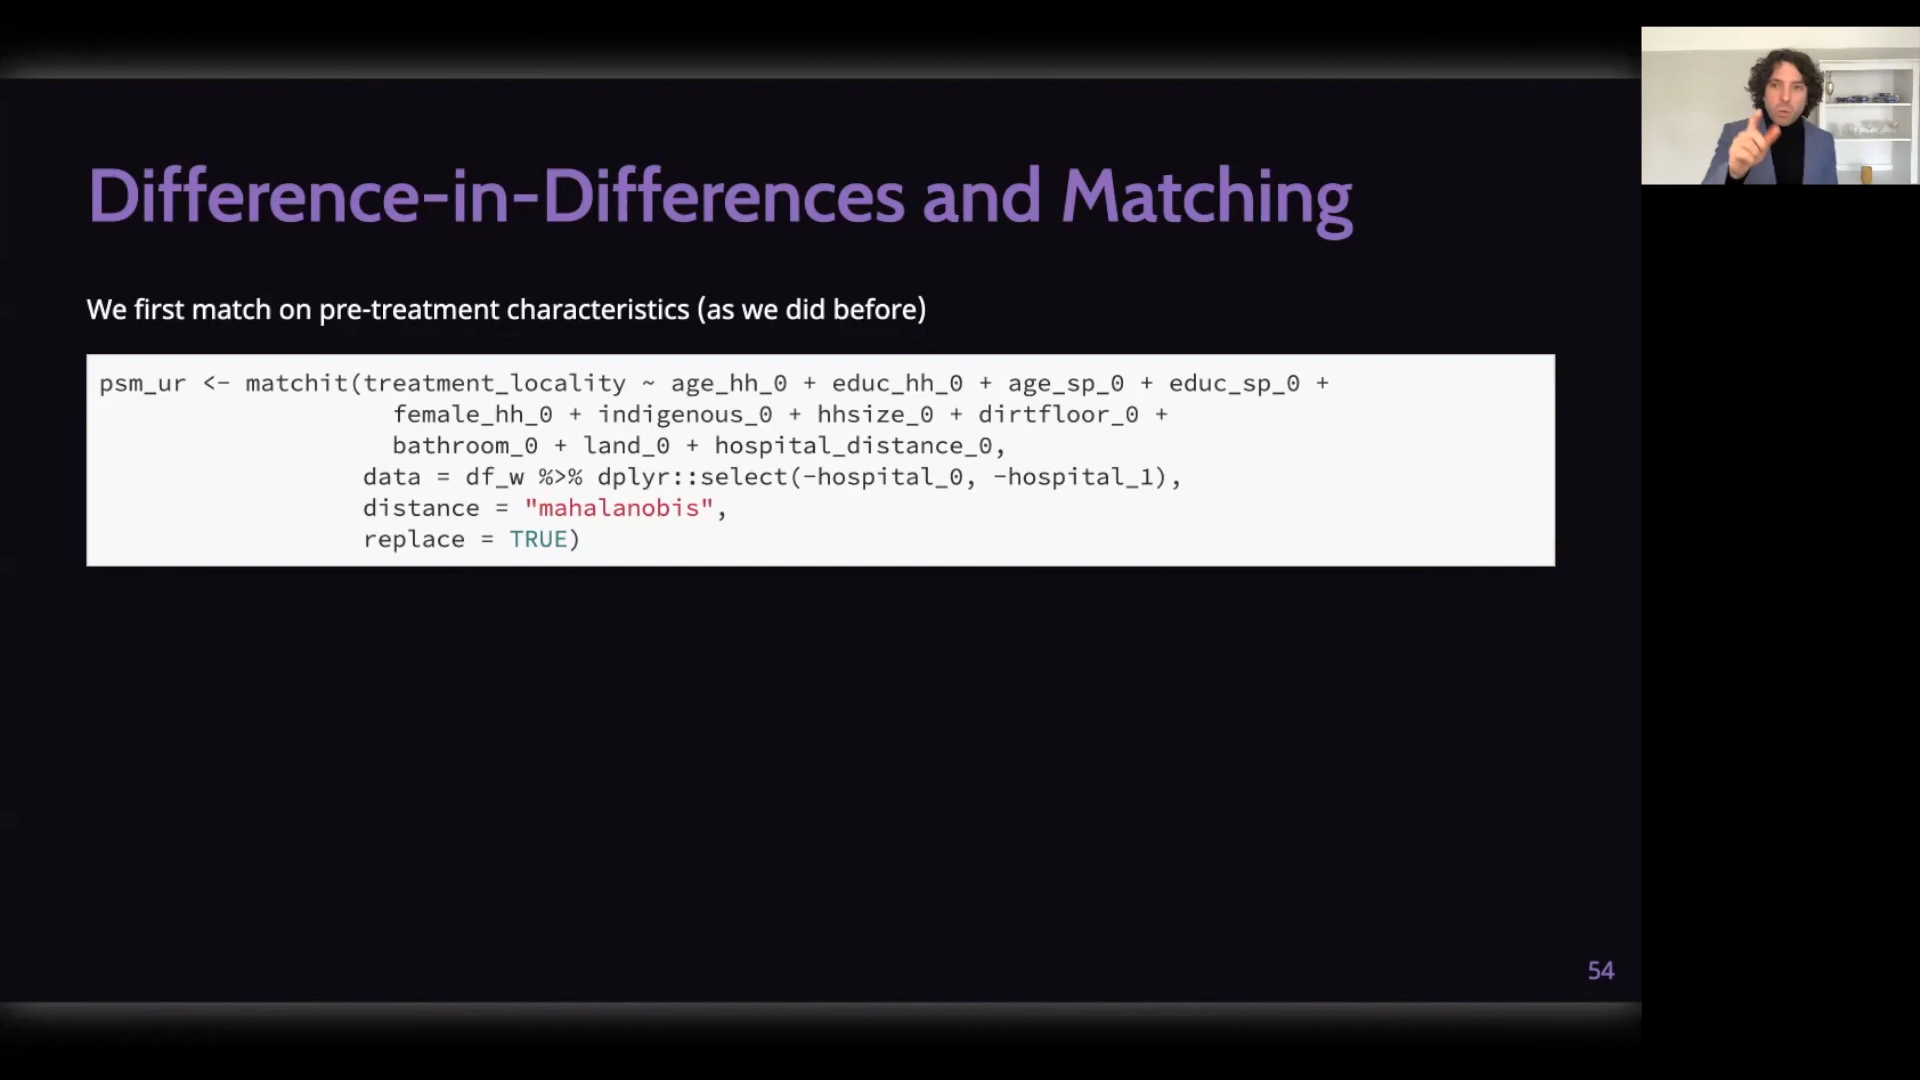 Difference-in-Differences and Matching
We first match on pre-treatment characteristics (as we did before)
psm_ur <- matchit(treatment_locality ~ age_hh_0 + educ_hh_0 + age_sp_0 + educ_sp_0 +
female_hh_0 + indigenous_0 + hhsize_0 + dirtfloor_0 +
bathroom_0 + land_0 + hospital_distance_0,
data = df_w %>% dplyr::select(-hospital_0, -hospital_1),
distance = "mahalanobis",
replace = TRUE)
54